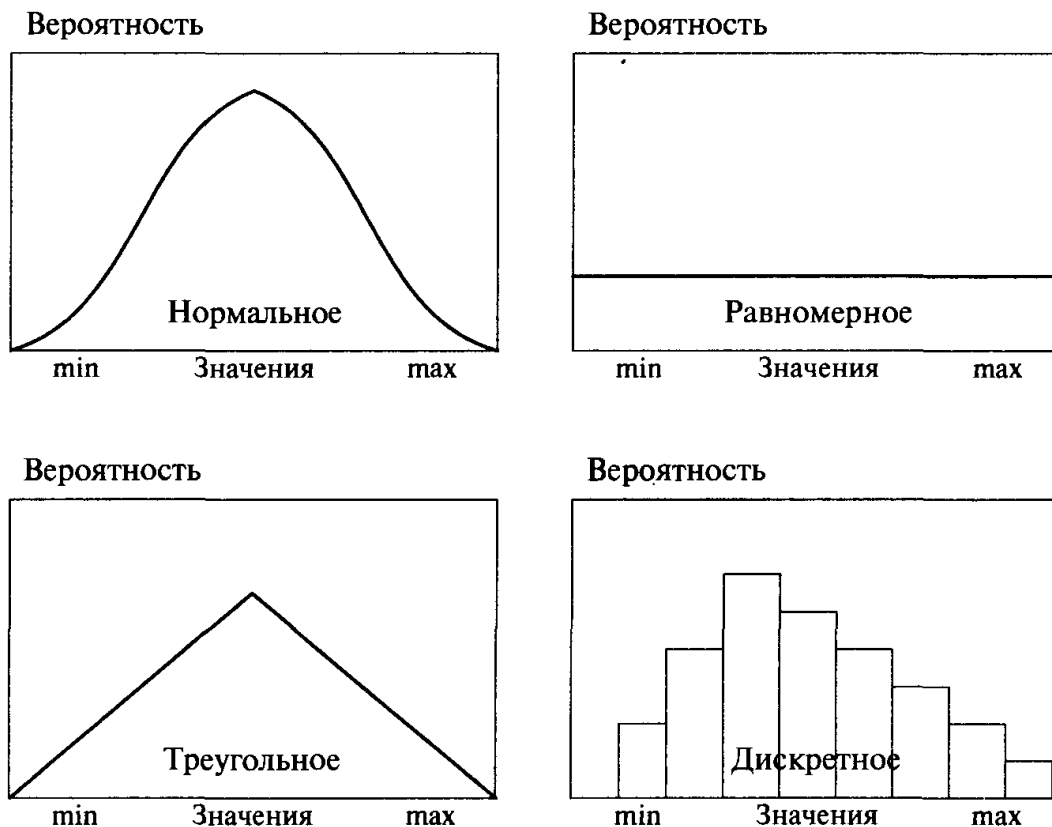 Вероятность
Нормальное
min Значения max
Вероятность
Равномерное
min Значения max
Вероятность
Треугольное
min Значения max
Вероятность
Дискретное
min Значения max